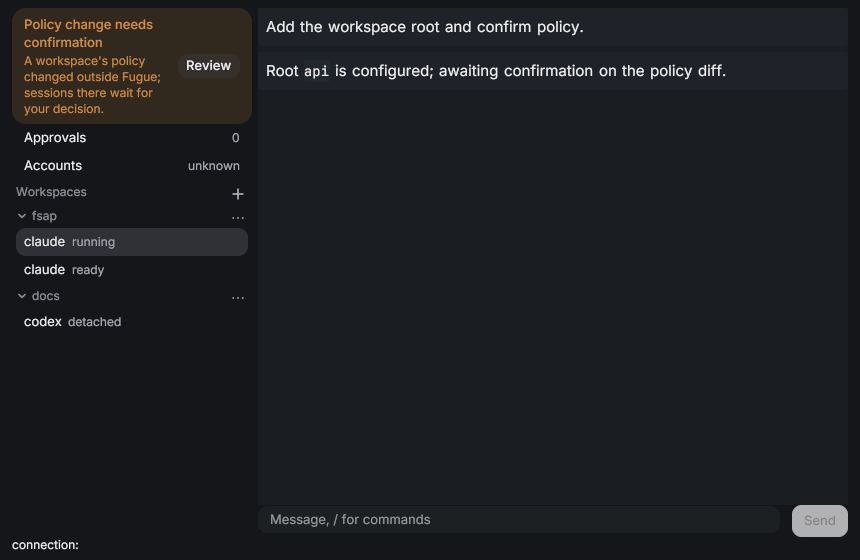 Policy change needs
confirmation
A workspace's policy
changed outside Fugue;
sessions there wait for
your decision.
Review
Approvals 0
Accounts unknown
Workspaces +
fsap ...
claude running
claude ready
docs ...
codex detached
connection:
Add the workspace root and confirm policy.
Root api is configured; awaiting confirmation on the policy diff.
Message, / for commands
Send